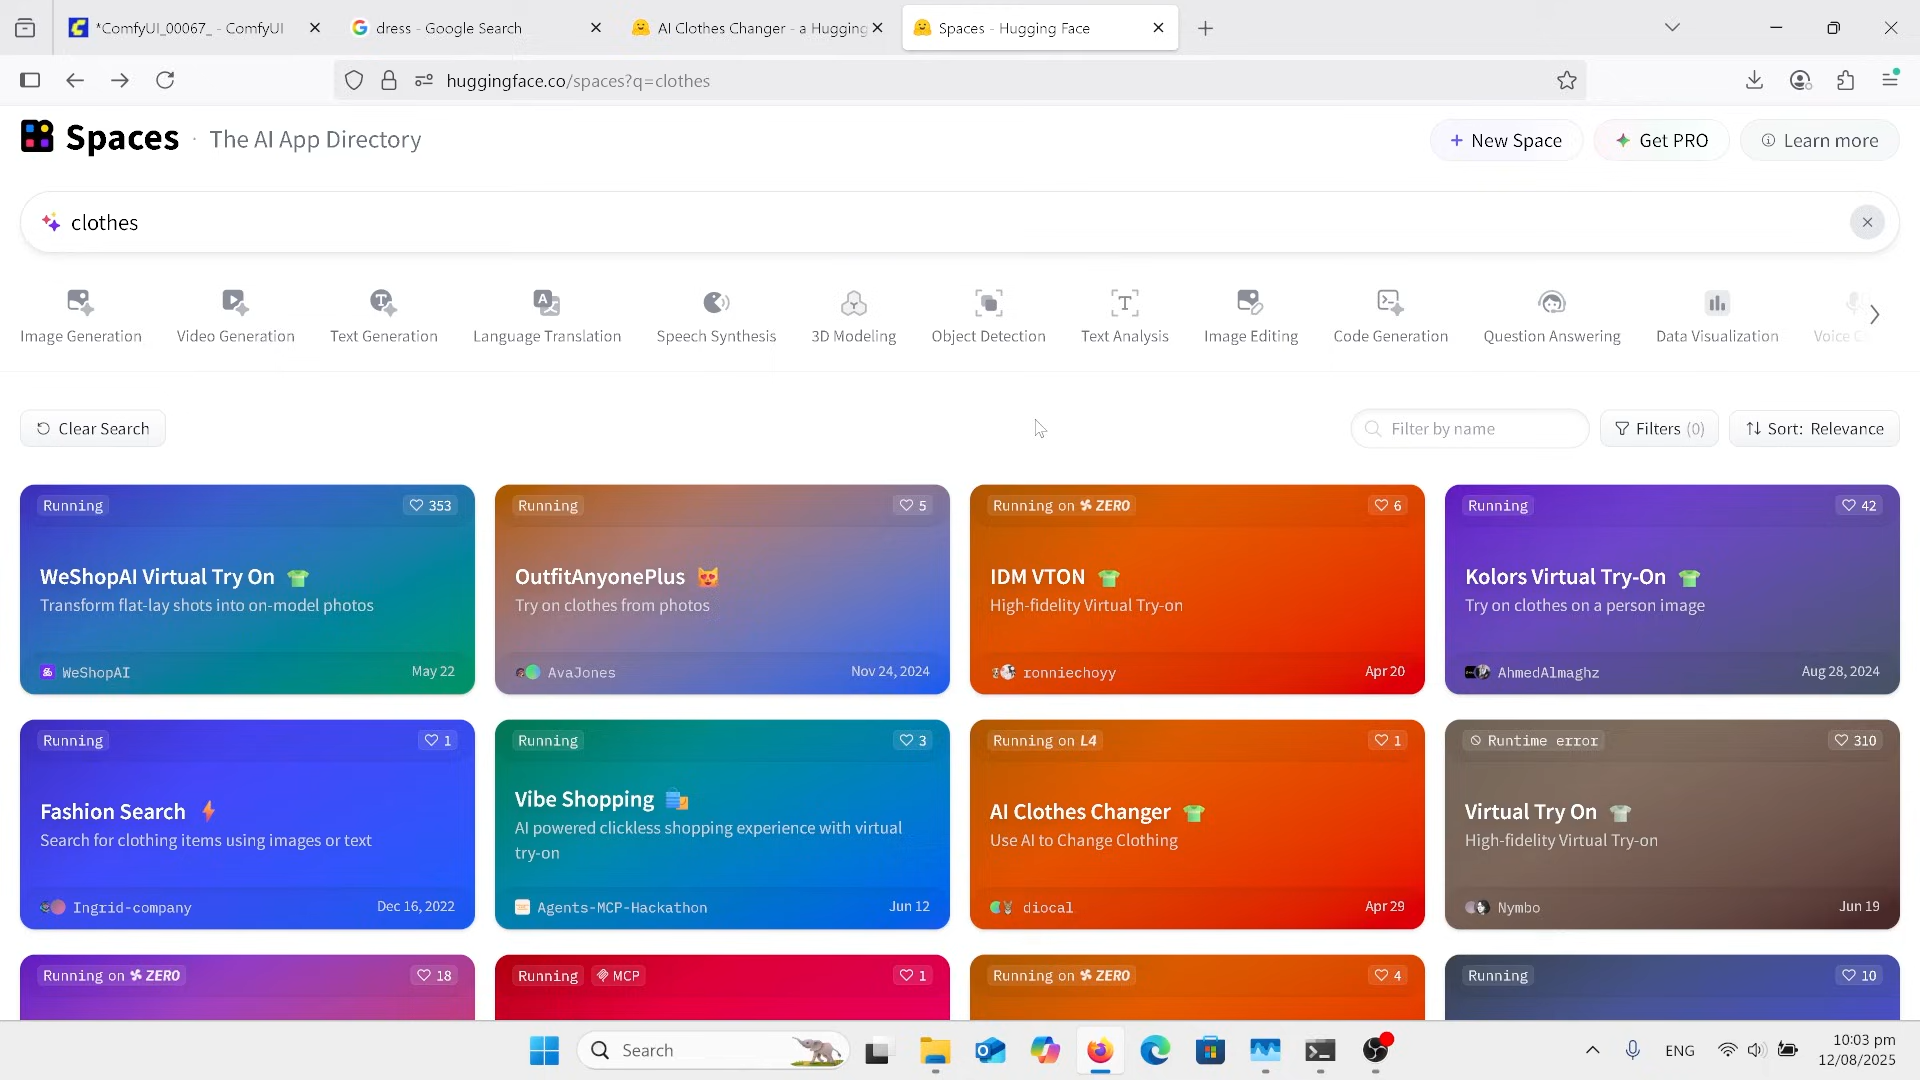 *ComfyUI_00067_ - ComfyUI
dress - Google Search
AI Clothes Changer - a Hugging
Spaces - Hugging Face
huggingface.co/spaces?q=clothes
Spaces · The AI App Directory
+ New Space
Get PRO
Learn more
clothes
Image Generation
Video Generation
Text Generation
Language Translation
Speech Synthesis
3D Modeling
Object Detection
Text Analysis
Image Editing
Code Generation
Question Answering
Data Visualization
Voice C
Clear Search
Filter by name
Filters (0)
Sort: Relevance
Running
353
WeShopAI Virtual Try On
Transform flat-lay shots into on-model photos
WeShopAI
May 22
Running
5
OutfitAnyonePlus
Try on clothes from photos
AvaJones
Nov 24, 2024
Running on ZERO
6
IDM VTON
High-fidelity Virtual Try-on
ronniechoyy
Apr 20
Running
42
Kolors Virtual Try-On
Try on clothes on a person image
AhmedAlmaghz
Aug 28, 2024
Running
1
Fashion Search
Search for clothing items using images or text
Ingrid-company
Dec 16, 2022
Running
3
Vibe Shopping
AI powered clickless shopping experience with virtual
try-on
Agents-MCP-Hackathon
Jun 12
Running on L4
1
AI Clothes Changer
Use AI to Change Clothing
diocal
Apr 29
Runtime error
310
Virtual Try On
High-fidelity Virtual Try-on
Nymbo
Jun 19
Running on ZERO
18
Running
MCP
1
Running on ZERO
4
Running
10
Search
ENG
10:03 pm
12/08/2025